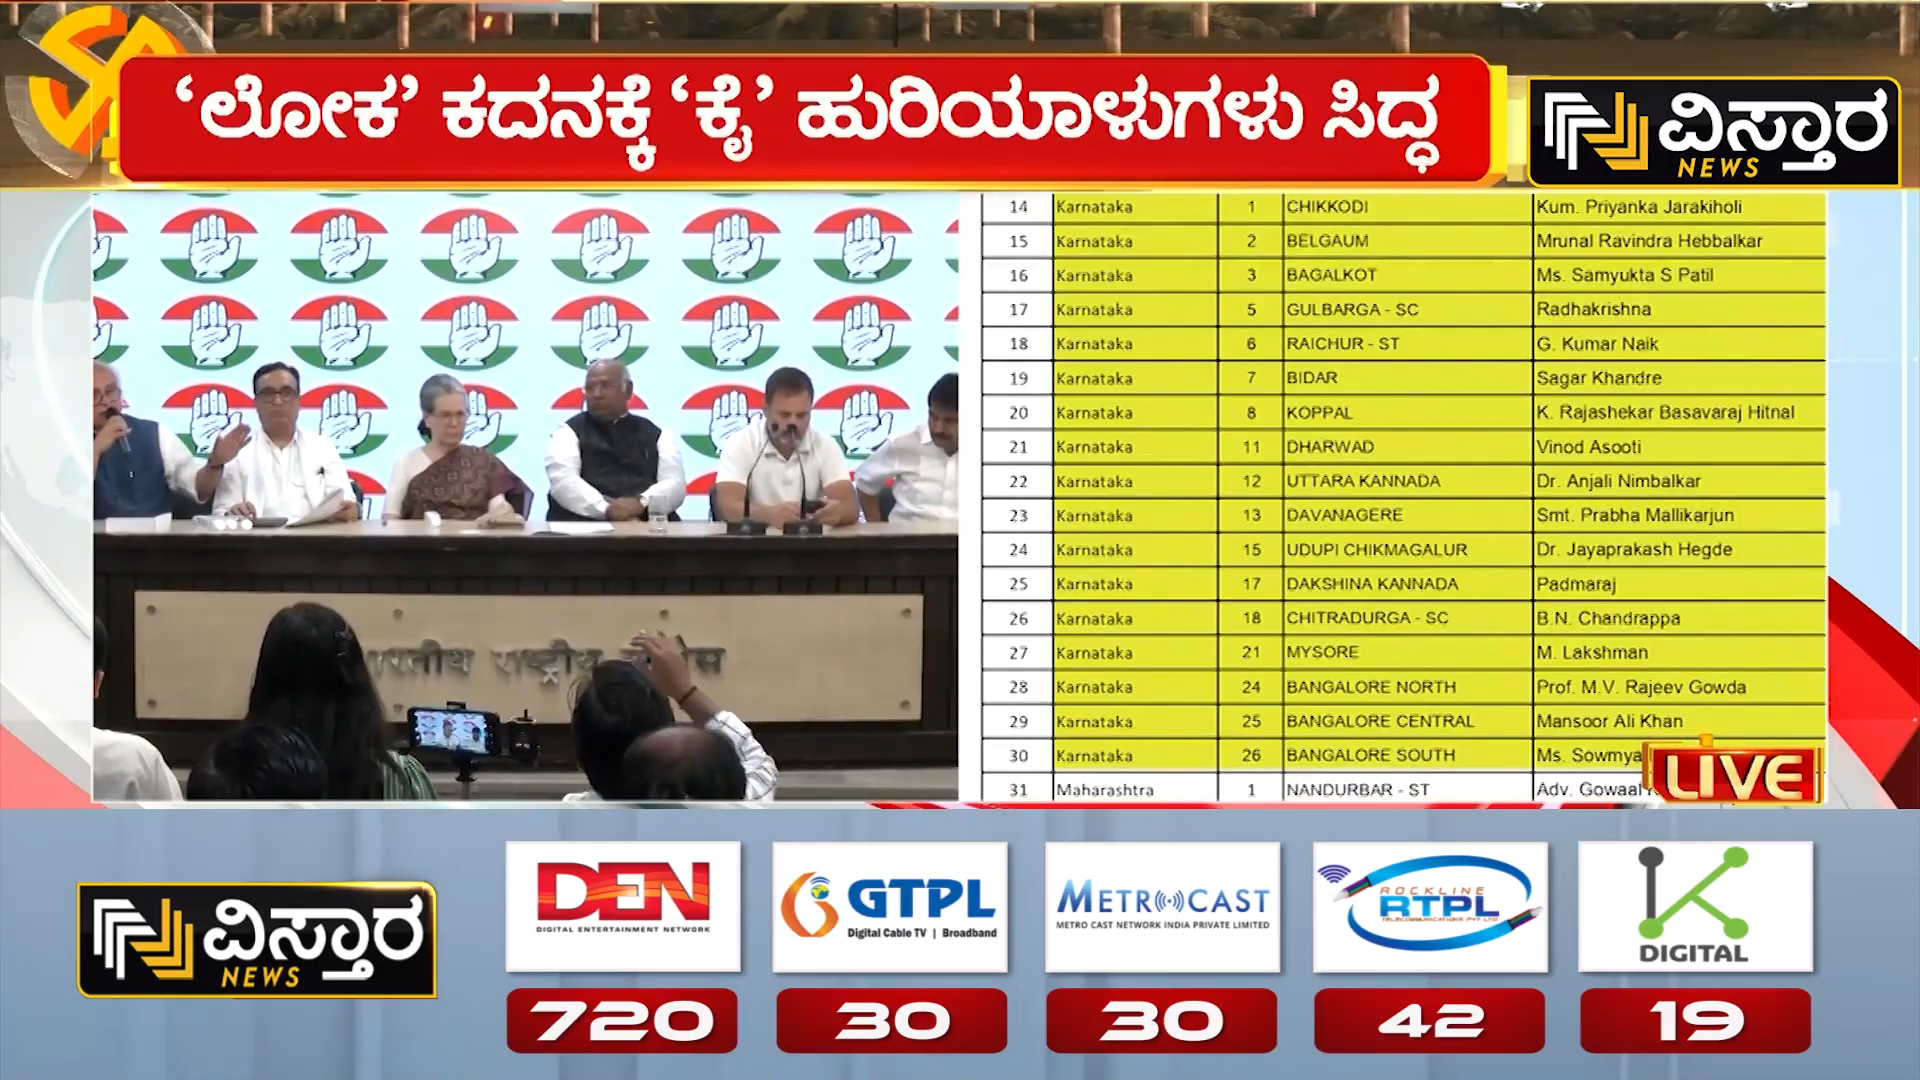 ‘ಲೋಕ’ ಕದನಕ್ಕೆ ‘ಕೈ’ ಹುರಿಯಾಳುಗಳು ಸಿದ್ಧ
ವಿಸ್ತಾರ
NEWS
14 Karnataka 1 CHIKKODI Kum. Priyanka Jarakiholi
15 Karnataka 2 BELGAUM Mrunal Ravindra Hebbalkar
16 Karnataka 3 BAGALKOT Ms. Samyukta S Patil
17 Karnataka 5 GULBARGA - SC Radhakrishna
18 Karnataka 6 RAICHUR - ST G. Kumar Naik
19 Karnataka 7 BIDAR Sagar Khandre
20 Karnataka 8 KOPPAL K. Rajashekar Basavaraj Hitnal
21 Karnataka 11 DHARWAD Vinod Asooti
22 Karnataka 12 UTTARA KANNADA Dr. Anjali Nimbalkar
23 Karnataka 13 DAVANAGERE Smt. Prabha Mallikarjun
24 Karnataka 15 UDUPI CHIKMAGALUR Dr. Jayaprakash Hegde
25 Karnataka 17 DAKSHINA KANNADA Padmaraj
26 Karnataka 18 CHITRADURGA - SC B.N. Chandrappa
27 Karnataka 21 MYSORE M. Lakshman
28 Karnataka 24 BANGALORE NORTH Prof. M.V. Rajeev Gowda
29 Karnataka 25 BANGALORE CENTRAL Mansoor Ali Khan
30 Karnataka 26 BANGALORE SOUTH Ms. Sowmya
31 Maharashtra 1 NANDURBAR - ST Adv. Gowaal
LIVE
राष्ट्रीय
ವಿಸ್ತಾರ
NEWS
DEN
DIGITAL ENTERTAINMENT NETWORK
720
GTPL
Digital Cable TV | Broadband
30
METROCAST
METRO CAST NETWORK INDIA PRIVATE LIMITED
30
ROCKLINE
RTPL
TELECOMMUNICATIONS PVT LTD
42
K
DIGITAL
19